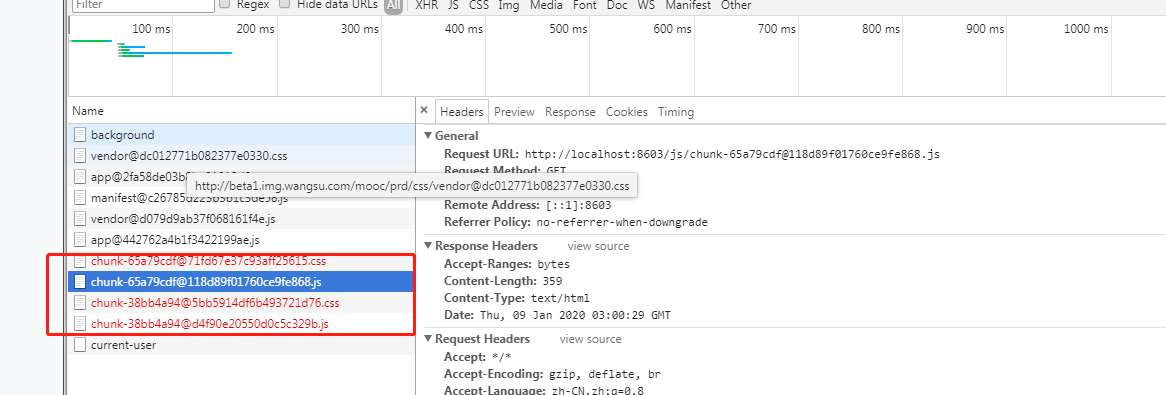 Filter
Regex
Hide data URLs
All
XHR
JS
CSS
Img
Media
Font
Doc
WS
Manifest
Other
100 ms
200 ms
300 ms
400 ms
500 ms
600 ms
700 ms
800 ms
900 ms
1000 ms
Name
×
Headers
Preview
Response
Cookies
Timing
background
vendor@dc012771b082377e0330.css
vendor@d079d9ab37f068161f4e.js
app@442762a4b1f3422199ae.js
chunk-65a79cdf@71fd67e37c93aff25615.css
chunk-65a79cdf@118d89f01760ce9fe868.js
chunk-38bb4a94@5bb5914df6b493721d76.css
chunk-38bb4a94@d4f90e20550d0c5c329b.js
current-user
http://beta1.img.wangsu.com/mooc/prd/css/vendor@dc012771b082377e0330.css
General
Request URL: http://localhost:8603/js/chunk-65a79cdf@118d89f01760ce9fe868.js
Request Method: GET
Remote Address: [::1]:8603
Referrer Policy: no-referrer-when-downgrade
Response Headers view source
Accept-Ranges: bytes
Content-Length: 359
Content-Type: text/html
Date: Thu, 09 Jan 2020 03:00:29 GMT
Request Headers view source
Accept: */*
Accept-Encoding: gzip, deflate, br
Accept-Language: zh-CN,zh;q=0.8